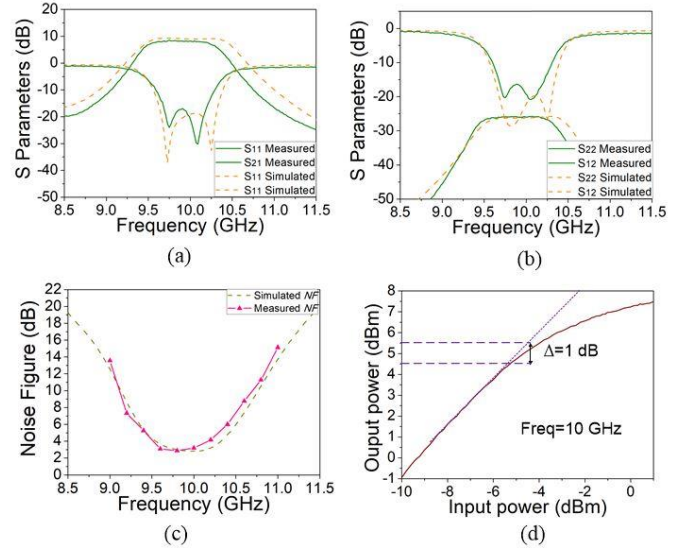 20
10
0
-10
-20
-30
-40
-50
S Parameters (dB)
S11 Measured
S21 Measured
S11 Simulated
S11 Simulated
8.5 9.0 9.5 10.0 10.5 11.0 11.5
Frequency (GHz)
(a)
10
0
-10
-20
-30
-40
-50
S Parameters (dB)
S22 Measured
S12 Measured
S22 Simulated
S12 Simulated
8.5 9.0 9.5 10.0 10.5 11.0 11.5
Frequency (GHz)
(b)
22
20
18
16
14
12
10
8
6
4
2
0
Noise Figure (dB)
Simulated NF
Measured NF
8.5 9.0 9.5 10.0 10.5 11.0 11.5
Frequency (GHz)
(c)
8
7
6
5
4
3
2
1
0
-1
Ouput power (dBm)
Δ=1 dB
Freq=10 GHz
-10 -8 -6 -4 -2 0
Input power (dBm)
(d)